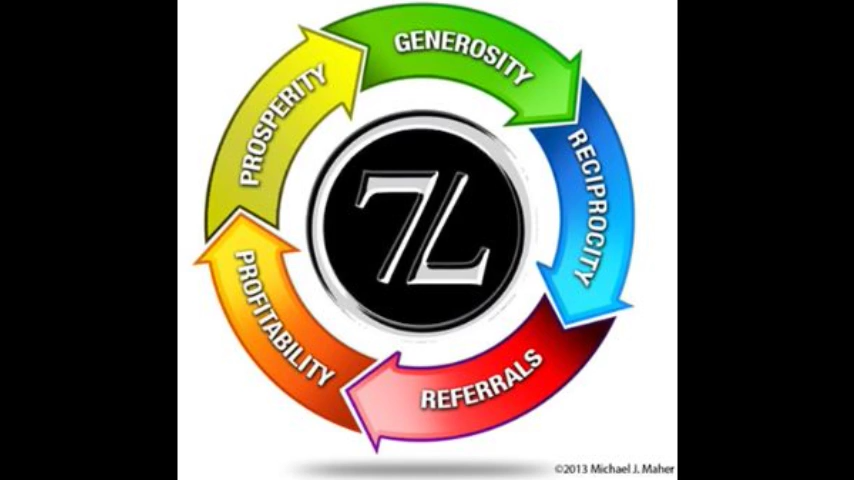 GENEROSITY
RECIPROCITY
REFERRALS
PROFITABILITY
PROSPERITY
7L
©2013 Michael J. Maher